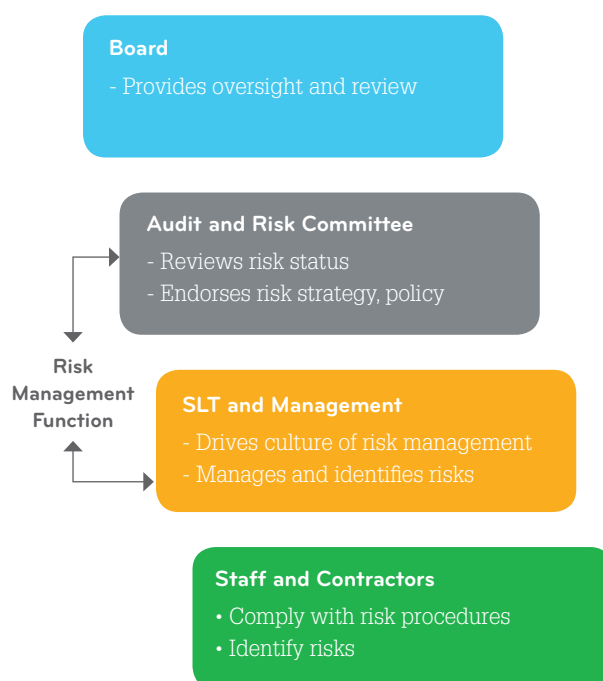 Board
- Provides oversight and review
Audit and Risk Committee
- Reviews risk status
- Endorses risk strategy, policy
Risk
Management
Function
SLT and Management
- Drives culture of risk management
- Manages and identifies risks
Staff and Contractors
• Comply with risk procedures
• Identify risks